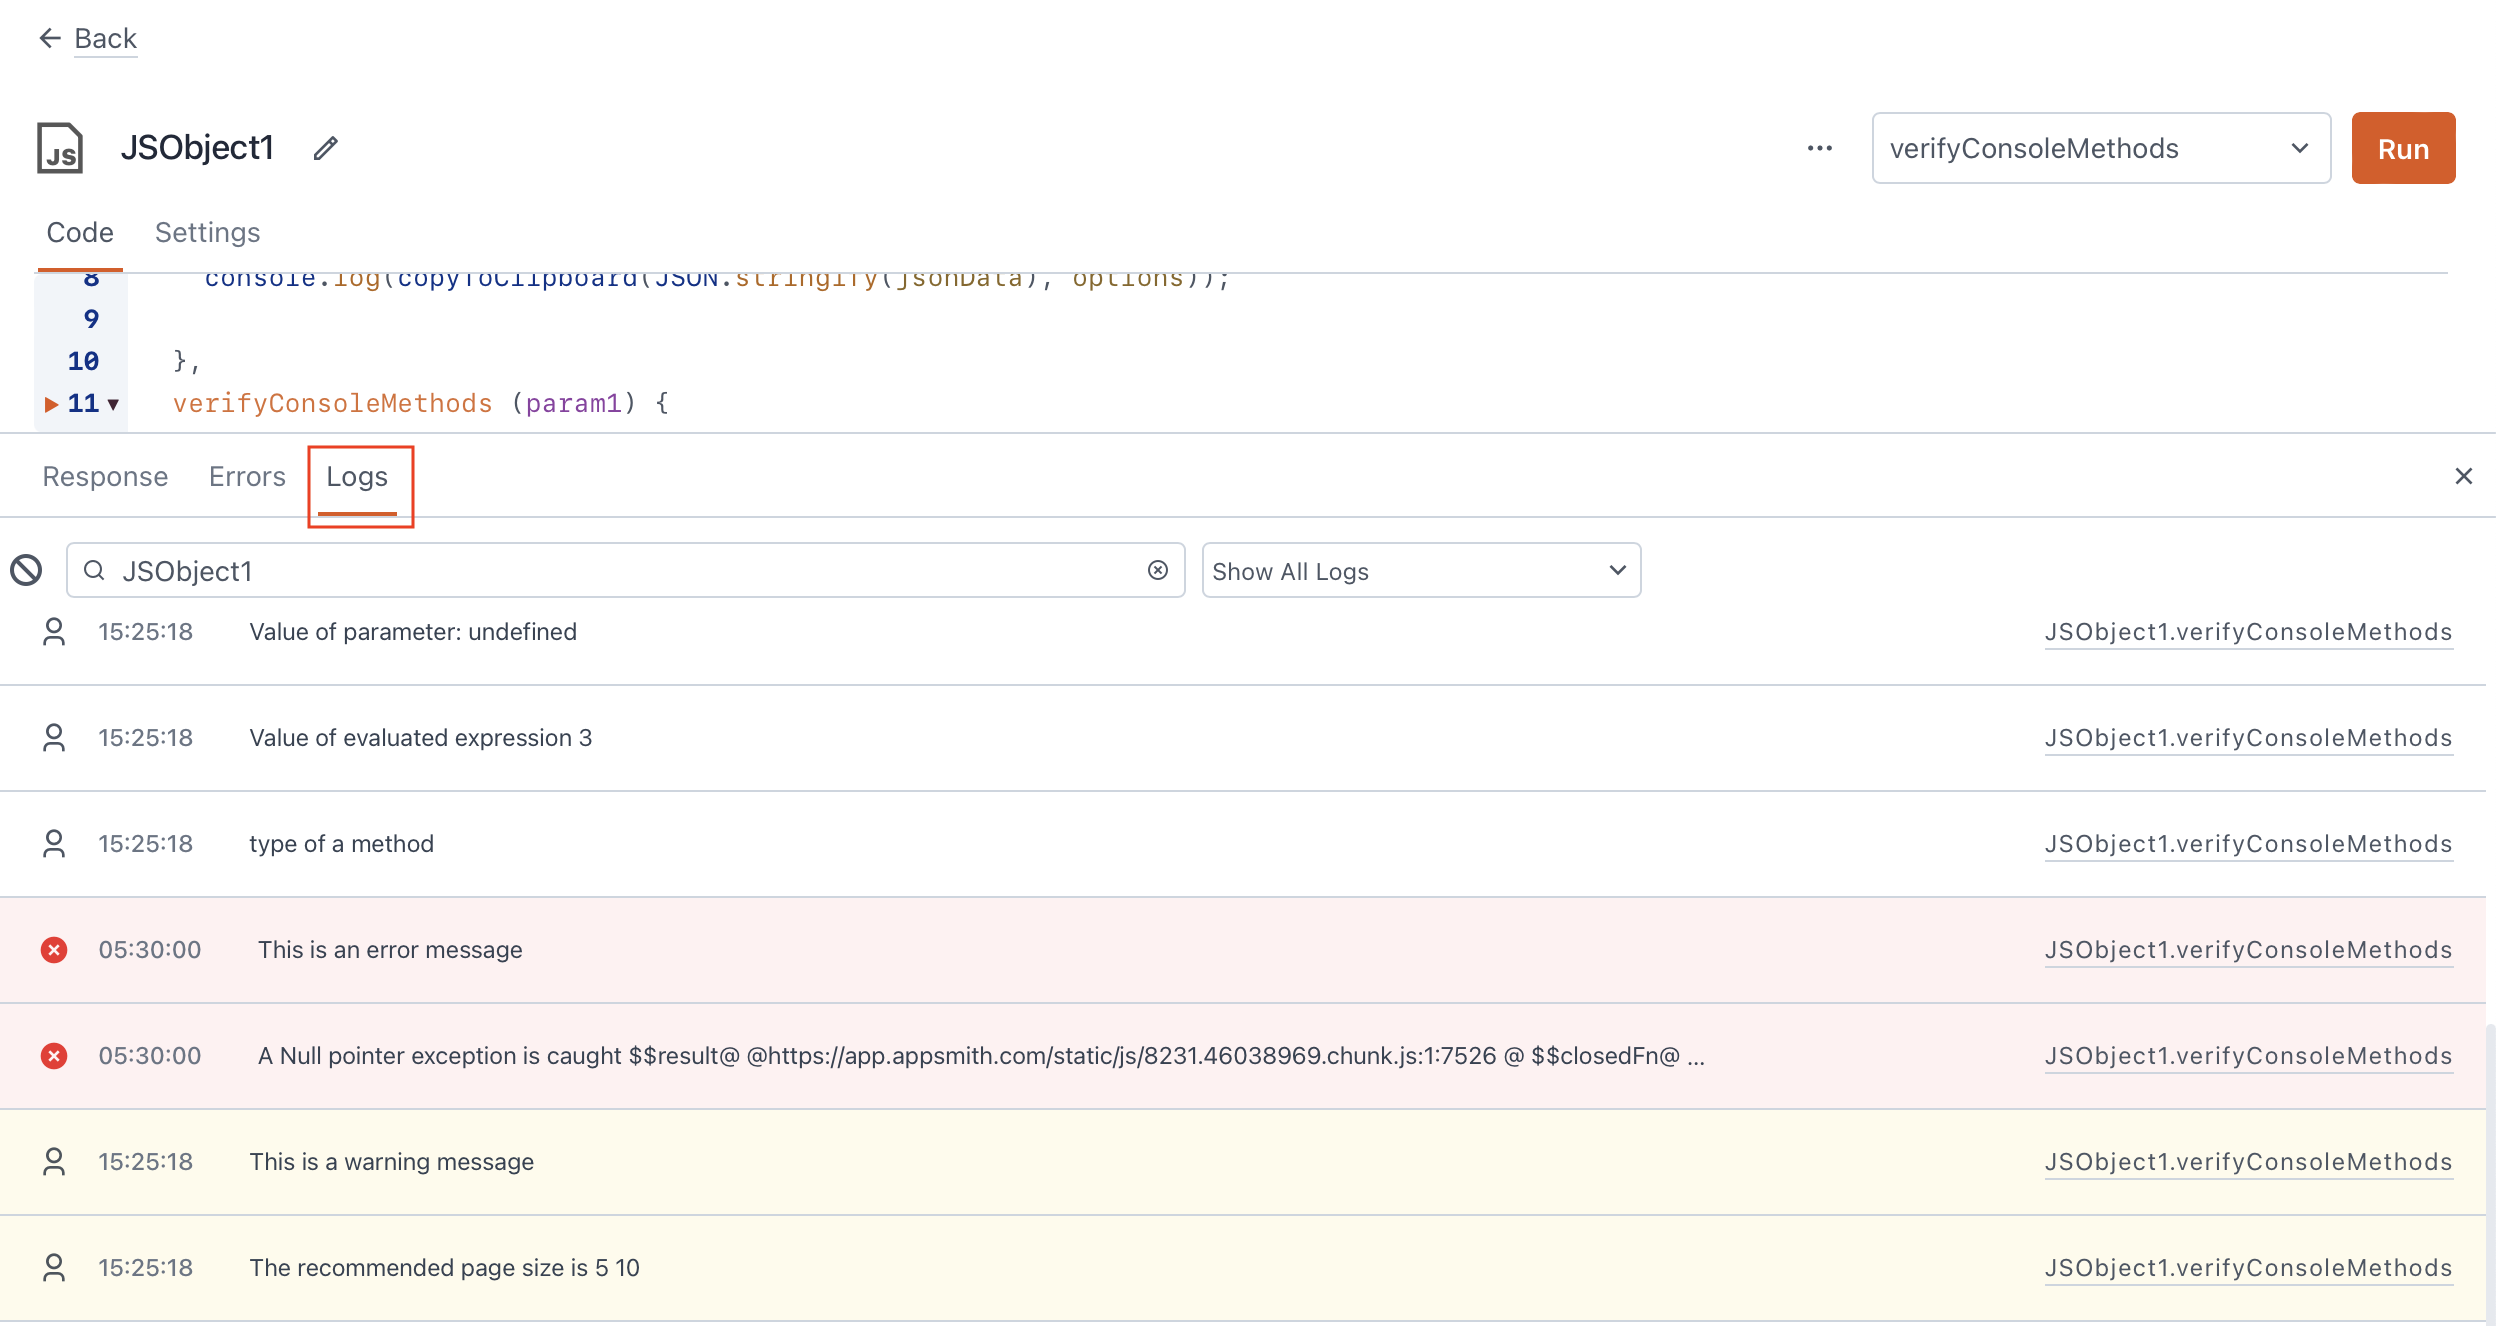 Back
JS
JSObject1
verifyConsoleMethods
Run
Code
Settings
8 console.log(copyToClipboard(JSON.stringify(jsonData), options));
9
10 },
11 verifyConsoleMethods (param1) {
Response
Errors
Logs
JSObject1
Show All Logs
15:25:18 Value of parameter: undefined JSObject1.verifyConsoleMethods
15:25:18 Value of evaluated expression 3 JSObject1.verifyConsoleMethods
15:25:18 type of a method JSObject1.verifyConsoleMethods
05:30:00 This is an error message JSObject1.verifyConsoleMethods
05:30:00 A Null pointer exception is caught $$result@ @https://app.appsmith.com/static/js/8231.46038969.chunk.js:1:7526 @ $$closedFn@ ... JSObject1.verifyConsoleMethods
15:25:18 This is a warning message JSObject1.verifyConsoleMethods
15:25:18 The recommended page size is 5 10 JSObject1.verifyConsoleMethods